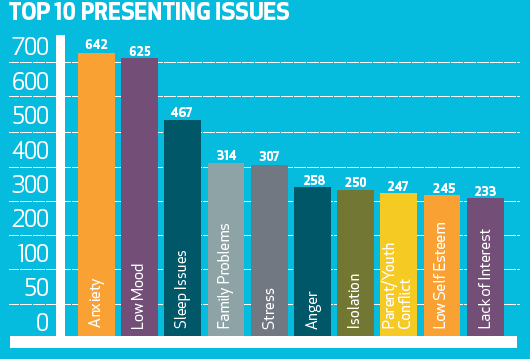 TOP 10 PRESENTING ISSUES
700
600
500
400
300
200
100
50
0
642
625
467
314
307
258
250
247
245
233
Anxiety
Low Mood
Sleep Issues
Family Problems
Stress
Anger
Isolation
Parent/Youth
Conflict
Low Self Esteem
Lack of Interest